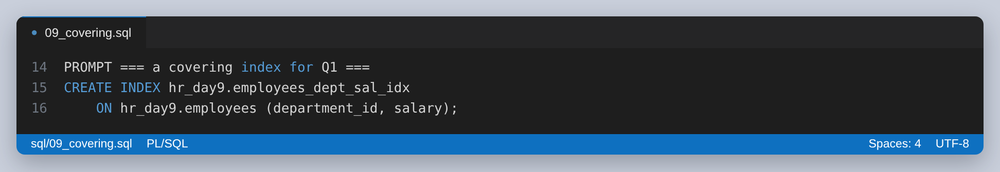 09_covering.sql
14 PROMPT === a covering index for Q1 ===
15 CREATE INDEX hr_day9.employees_dept_sal_idx
16     ON hr_day9.employees (department_id, salary);
sql/09_covering.sql PL/SQL Spaces: 4 UTF-8